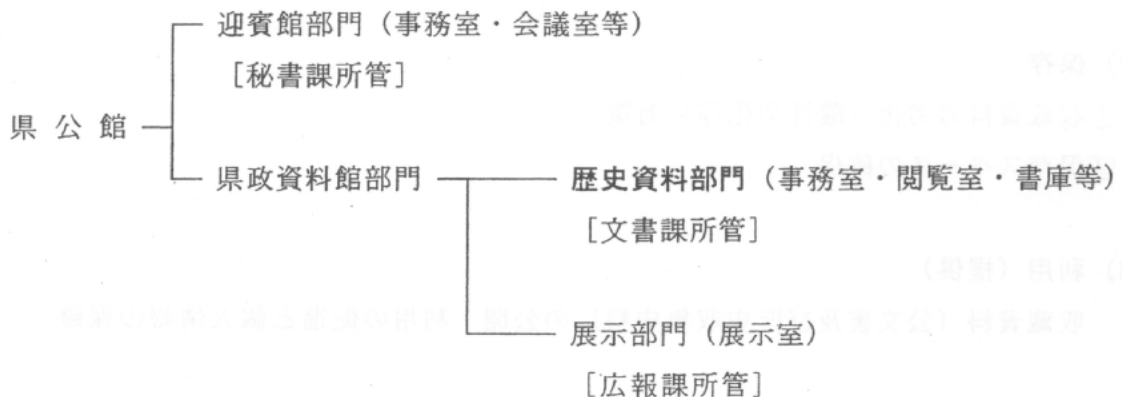 迎賓館部門（事務室・会議室等）
［秘書課所管］
県公館
県政資料館部門
歴史資料部門（事務室・閲覧室・書庫等）
［文書課所管］
展示部門（展示室）
［広報課所管］